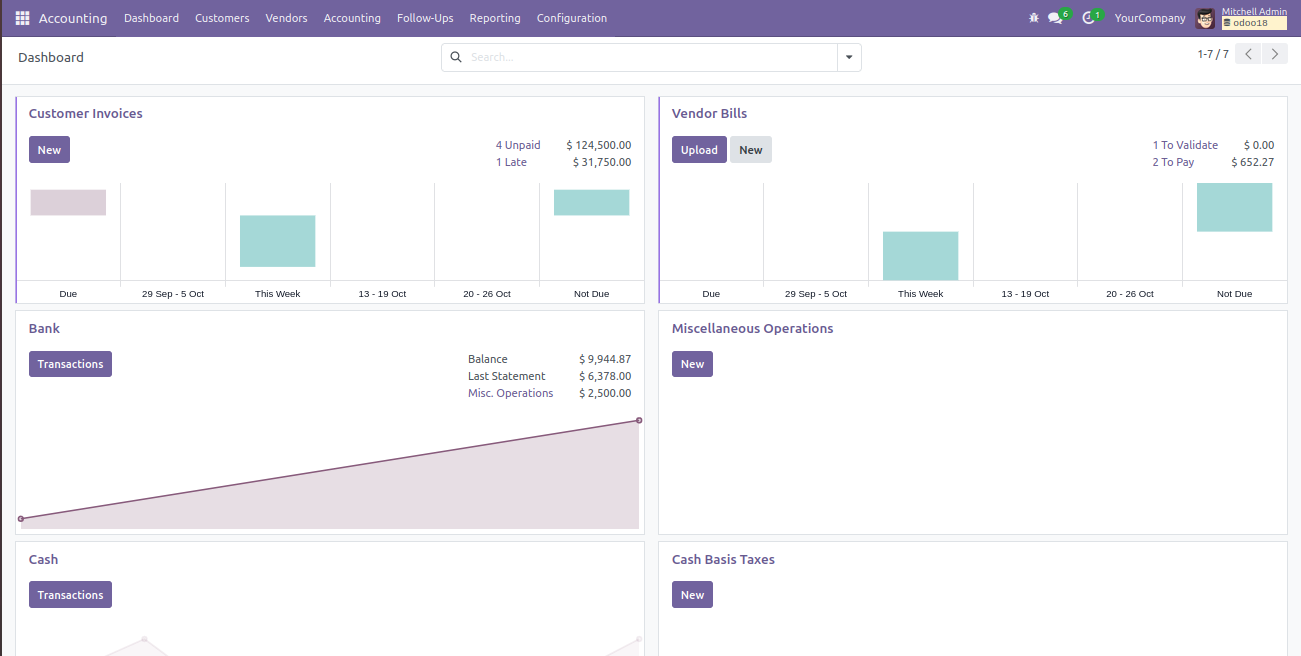 Accounting Dashboard Customers Vendors Accounting Follow-Ups Reporting Configuration 6 1 YourCompany Mitchell Admin
odoo18
Dashboard Search... 1-7 / 7
Customer Invoices
New
4 Unpaid $ 124,500.00
1 Late $ 31,750.00
Due 29 Sep - 5 Oct This Week 13 - 19 Oct 20 - 26 Oct Not Due
Vendor Bills
Upload New
1 To Validate $ 0.00
2 To Pay $ 652.27
Due 29 Sep - 5 Oct This Week 13 - 19 Oct 20 - 26 Oct Not Due
Bank
Transactions
Balance $ 9,944.87
Last Statement $ 6,378.00
Misc. Operations $ 2,500.00
Miscellaneous Operations
New
Cash
Transactions
Cash Basis Taxes
New